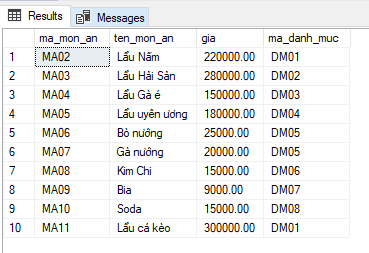 Results Messages
ma_mon_an ten_mon_an gia ma_danh_muc
1 MA02 Lẩu Nấm 220000.00 DM01
2 MA03 Lẩu Hải Sản 280000.00 DM02
3 MA04 Lẩu Gà é 150000.00 DM03
4 MA05 Lẩu uyên ương 180000.00 DM04
5 MA06 Bò nướng 25000.00 DM05
6 MA07 Gà nướng 20000.00 DM05
7 MA08 Kim Chi 15000.00 DM06
8 MA09 Bia 9000.00 DM07
9 MA10 Soda 15000.00 DM08
10 MA11 Lẩu cá kèo 300000.00 DM01